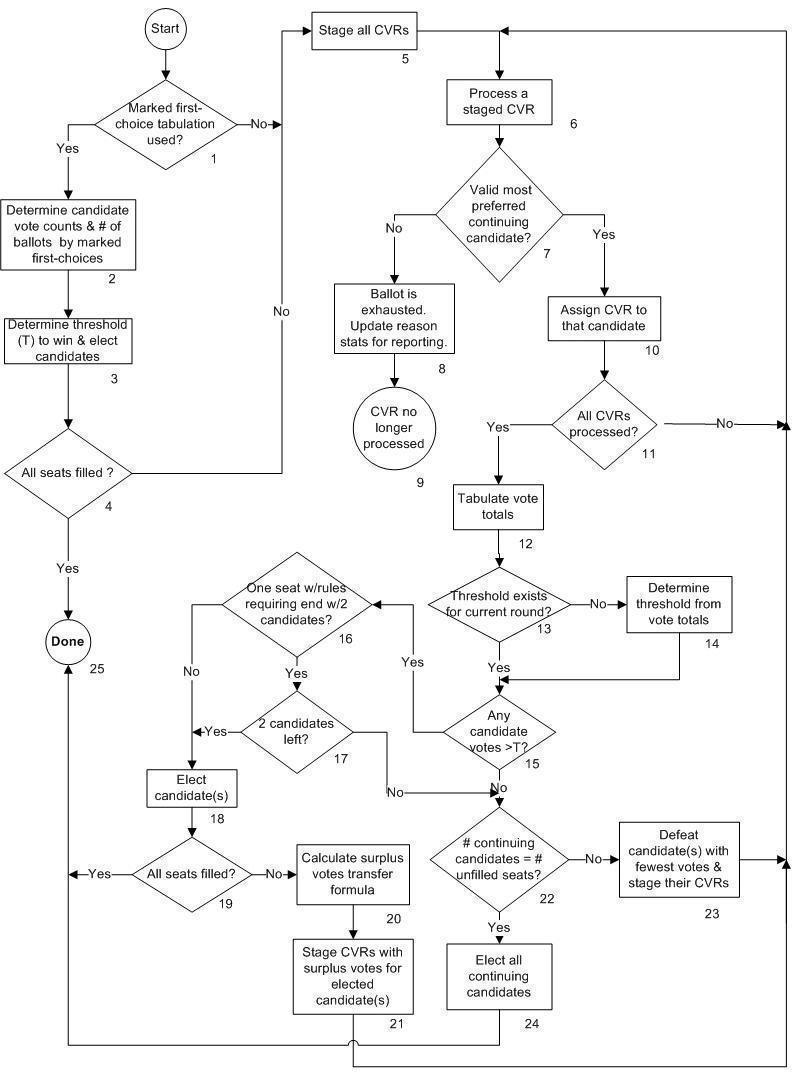 Start
Marked first-
choice tabulation
used?
1
No
Yes
Determine candidate
vote counts & # of
ballots by marked
first-choices
2
Determine threshold
(T) to win & elect
candidates
3
All seats filled ?
4
No
Yes
Done
25
Stage all CVRs
5
Process a
staged CVR
6
Valid most
preferred
continuing
candidate?
7
No
Yes
Ballot is
exhausted.
Update reason
stats for reporting.
8
CVR no
longer
processed
9
Assign CVR to
that candidate
10
All CVRs
processed?
11
No
Yes
Tabulate vote
totals
12
Threshold exists
for current round?
13
No
Yes
Determine
threshold from
vote totals
14
Any
candidate
votes >T?
15
Yes
No
One seat w/rules
requiring end w/2
candidates?
16
No
Yes
2 candidates
left?
17
Yes
No
Elect
candidate(s)
18
All seats filled?
19
Yes
No
Calculate surplus
votes transfer
formula
20
Stage CVRs with
surplus votes for
elected
candidate(s)
21
# continuing
candidates = #
unfilled seats?
22
No
Yes
Defeat
candidate(s) with
fewest votes &
stage their CVRs
23
Elect all
continuing
candidates
24